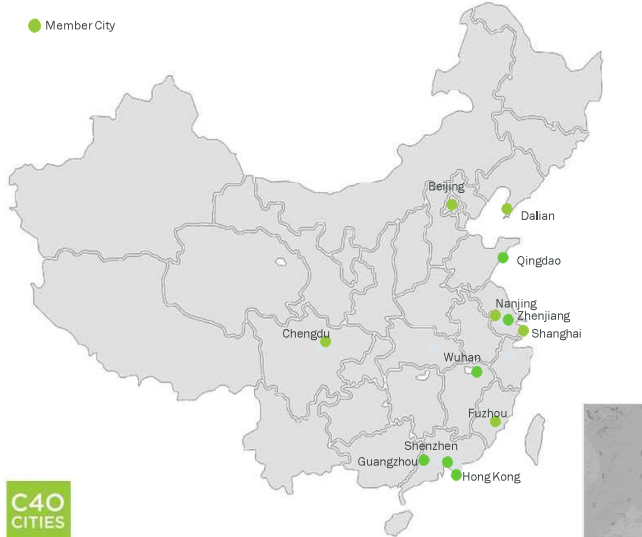 Member City
Beijing
Dalian
Qingdao
Nanjing
Zhenjiang
Shanghai
Chengdu
Wuhan
Fuzhou
Shenzhen
Guangzhou
Hong Kong
C40
CITIES